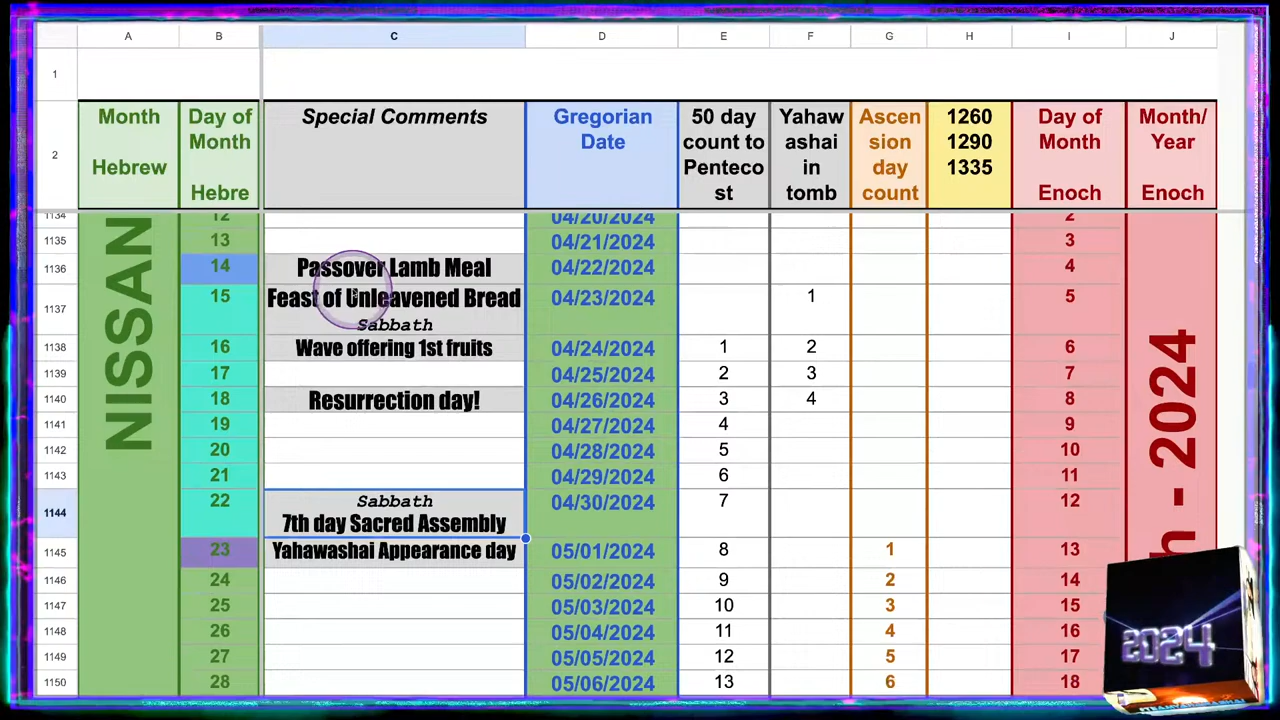 A B C D E F G H I J
1
2
Month
Hebrew
Day of
Month
Hebre
Special Comments
Gregorian
Date
50 day
count to
Penteco
st
Yahaw
ashai
in
tomb
Ascen
sion
day
count
1260
1290
1335
Day of
Month
Enoch
Month/
Year
Enoch
NISSAN
1134 12 04/20/2024 2
1135 13 04/21/2024 3
1136 14 Passover Lamb Meal 04/22/2024 4
1137 15 Feast of Unleavened Bread 04/23/2024 1 5
Sabbath
1138 16 Wave offering 1st fruits 04/24/2024 1 2 6
1139 17 04/25/2024 2 3 7
1140 18 Resurrection day! 04/26/2024 3 4 8
1141 19 04/27/2024 4 9
1142 20 04/28/2024 5 10
1143 21 04/29/2024 6 11
1144 22 Sabbath 04/30/2024 7 12
7th day Sacred Assembly
1145 23 Yahawashai Appearance day 05/01/2024 8 1 13
1146 24 05/02/2024 9 2 14
1147 25 05/03/2024 10 3 15
1148 26 05/04/2024 11 4 16
1149 27 05/05/2024 12 5 17
1150 28 05/06/2024 13 6 18
h - 2024
2024